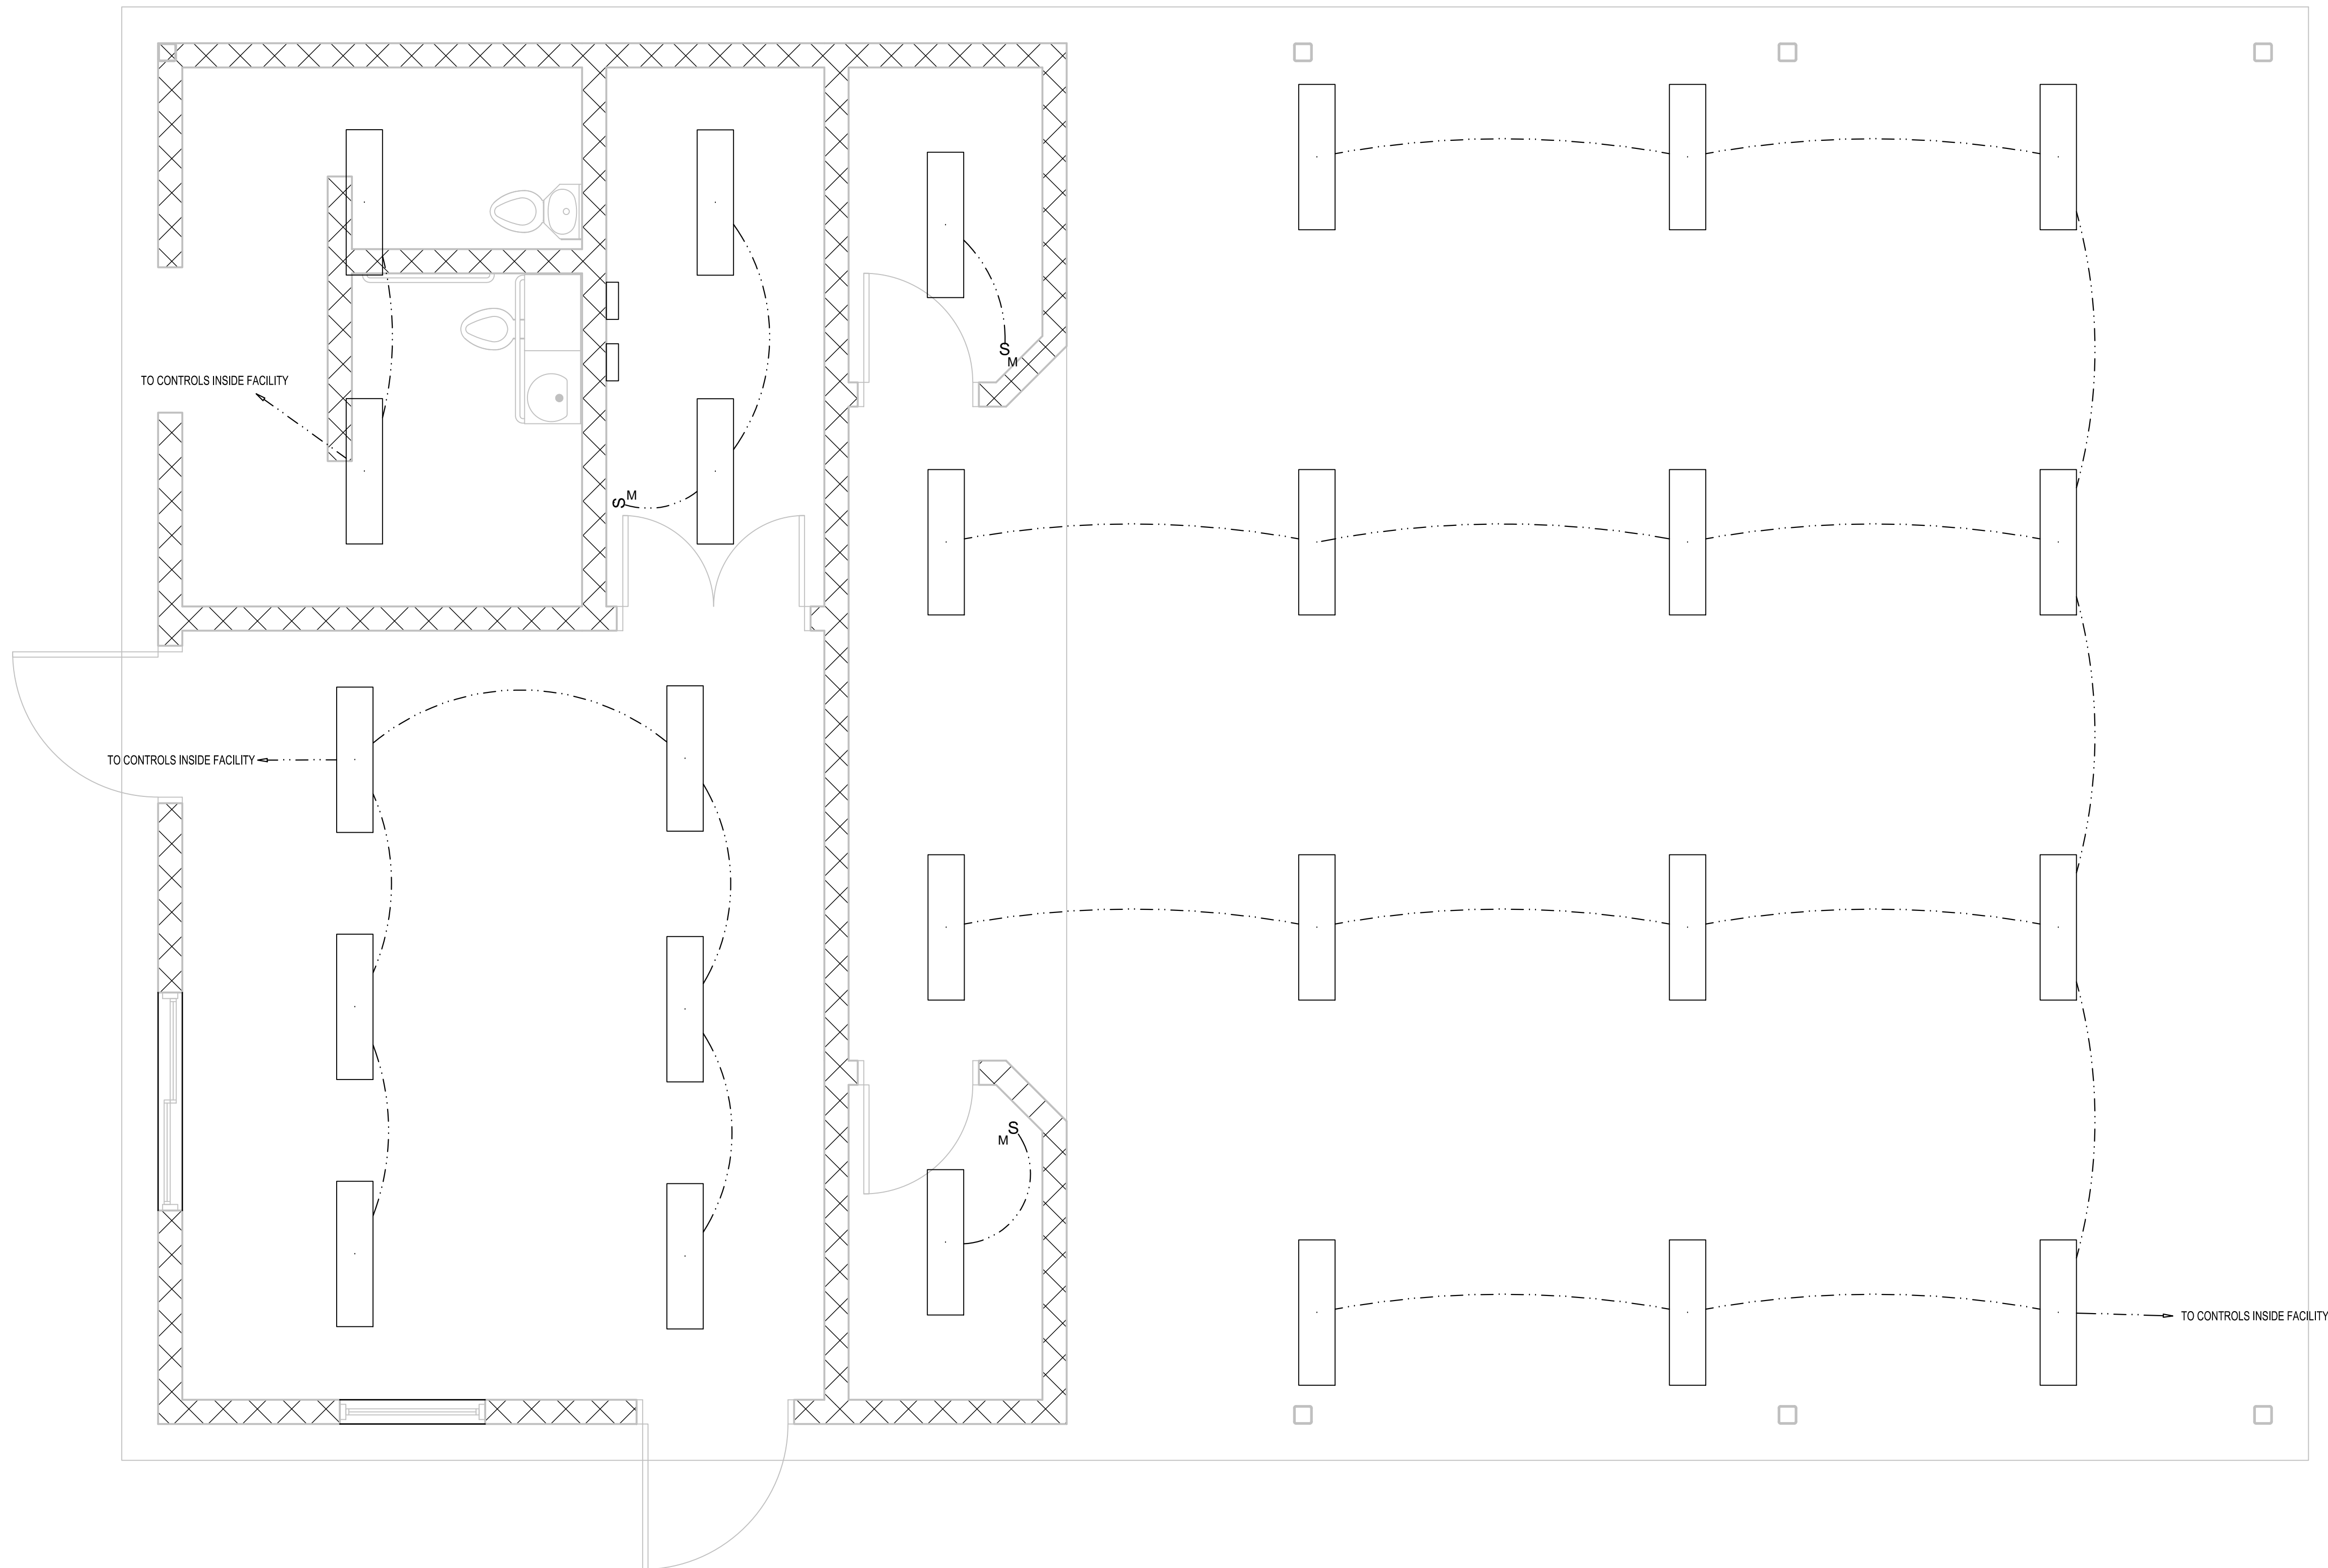 S
M
TO CONTROLS INSIDE FACILITY
S M
TO CONTROLS INSIDE FACILITY
M S
TO CONTROLS INSIDE FACILITY